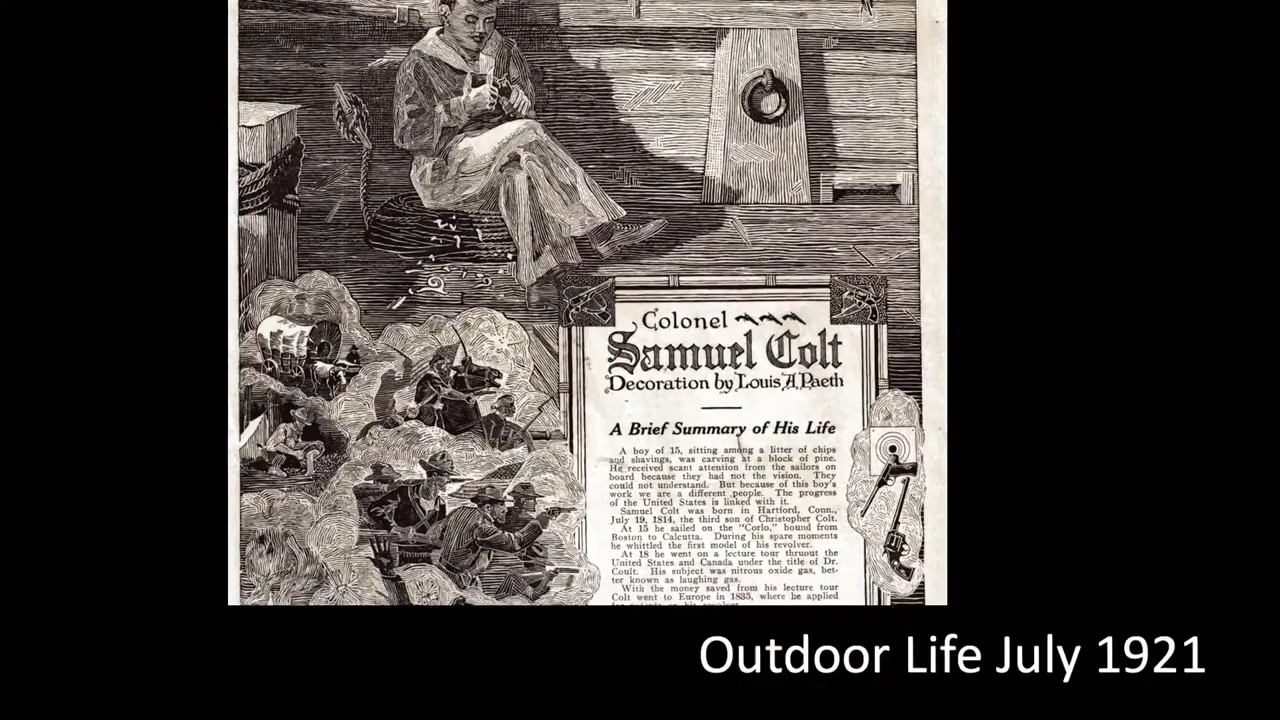 Colonel
Samuel Colt
Decoration by Louis A. Paeth
A Brief Summary of His Life
A boy of 15, sitting among a litter of chips
and shavings, was carving at a block of pine.
He received scant attention from the sailors on
board because they had not the vision. They
could not understand. But because of this boy's
work we are a different people. The progress
of the United States is linked with it.
Samuel Colt was born in Hartford, Conn.,
July 19, 1814, the third son of Christopher Colt.
At 15 he sailed on the "Corlo," bound from
Boston to Calcutta. During his spare moments
he whittled the first model of his revolver.
At 18 he went on a lecture tour thruout the
United States and Canada under the title of Dr.
Coult. His subject was nitrous oxide gas, bet-
ter known as laughing gas.
With the money saved from his lecture tour
Colt went to Europe in 1835, where he applied
Outdoor Life July 1921